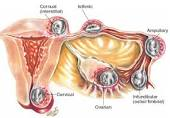 Cornual
(interstitial)
Isthmic
Ampullary
Infundibular
(ostial fimbrial)
Ovarian
Cervical